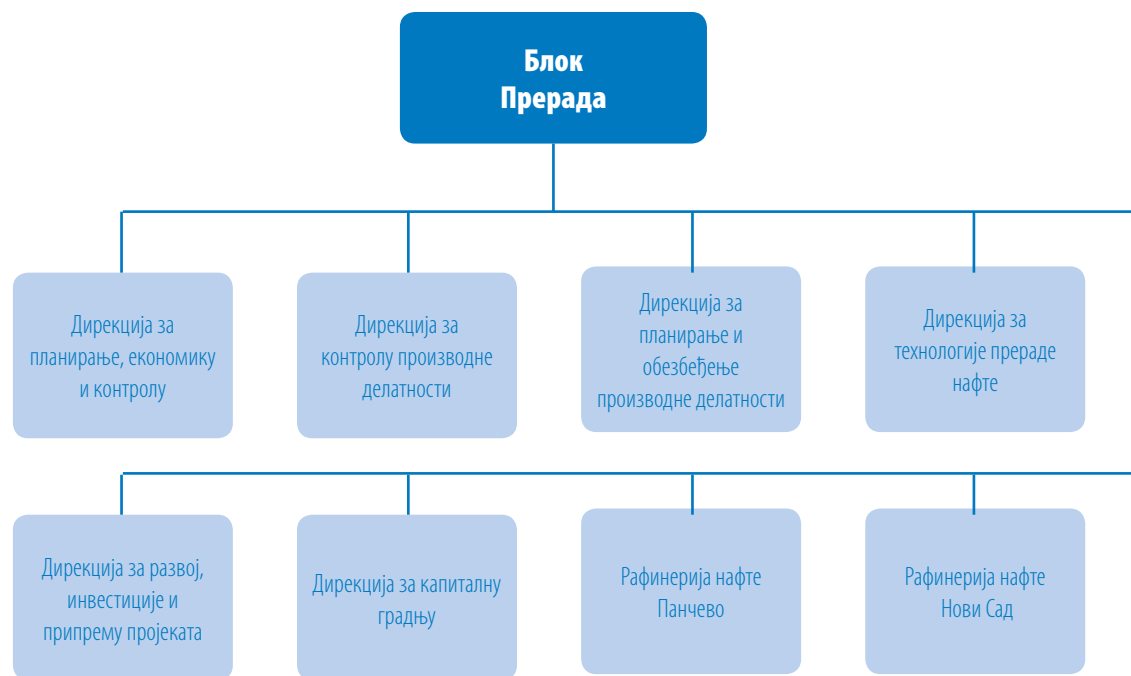 Блок
Прерада
Дирекција за
планирање, економику
и контролу
Дирекција за
контролу производне
делатности
Дирекција за
планирање и
обезбеђење
производне делатности
Дирекција за
технологије прераде
нафте
Дирекција за развој,
инвестиције и
припрему пројеката
Дирекција за капиталну
градњу
Рафинерија нафте
Панчево
Рафинерија нафте
Нови Сад